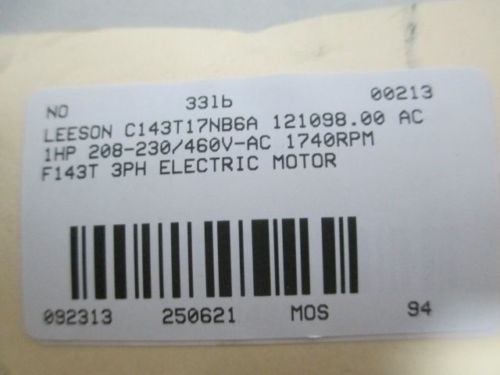 NO 33lb 00213
LEESON C143T17NB6A 121098.00 AC
1HP 208-230/460V-AC 1740RPM
F143T 3PH ELECTRIC MOTOR
092313 250621 MOS 94